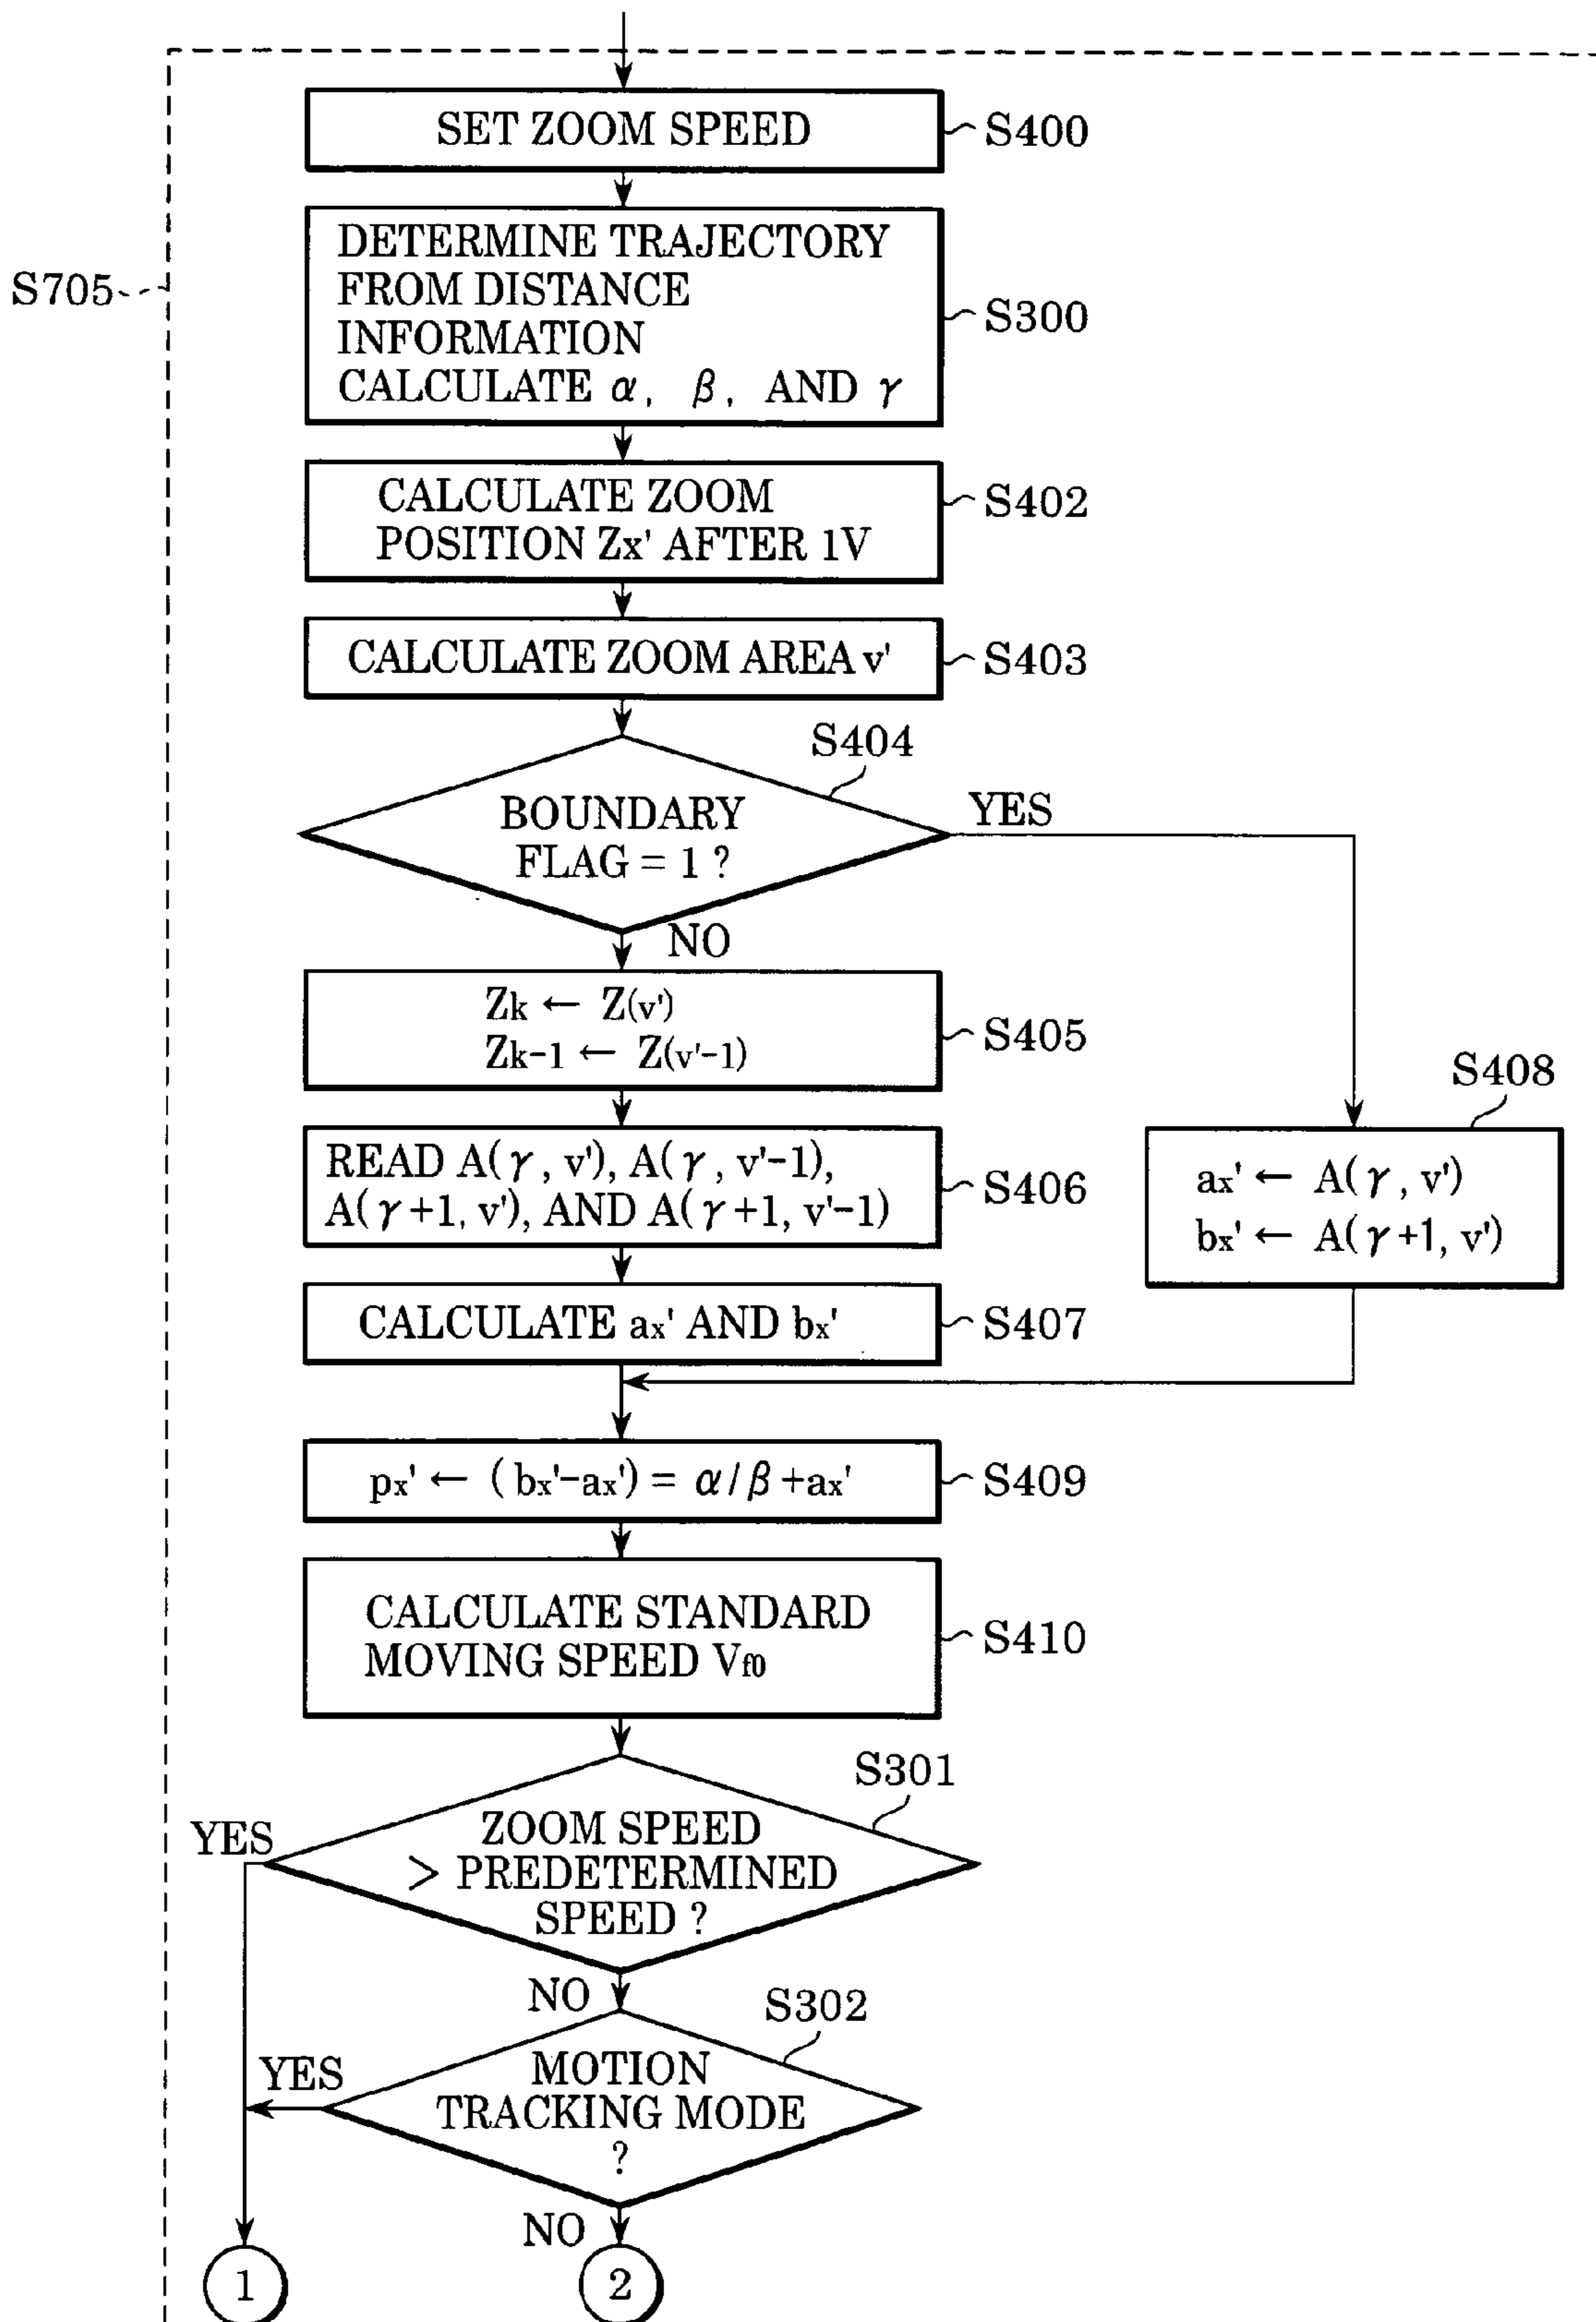 SET ZOOM SPEED
S400
S705
DETERMINE TRAJECTORY
FROM DISTANCE
INFORMATION
CALCULATE α, β, AND γ
S300
CALCULATE ZOOM
POSITION Zx' AFTER 1V
S402
CALCULATE ZOOM AREA v'
S403
S404
BOUNDARY
FLAG = 1 ?
YES
NO
Zk ← Z(v')
Zk-1 ← Z(v'-1)
S405
READ A(γ, v'), A(γ, v'-1),
A(γ+1, v'), AND A(γ+1, v'-1)
S406
S408
ax' ← A(γ, v')
bx' ← A(γ+1, v')
CALCULATE ax' AND bx'
S407
px' ← (bx'-ax') = α/β+ax'
S409
CALCULATE STANDARD
MOVING SPEED Vf0
S410
S301
ZOOM SPEED
> PREDETERMINED
SPEED ?
YES
NO
S302
MOTION
TRACKING MODE
?
YES
NO
1
2